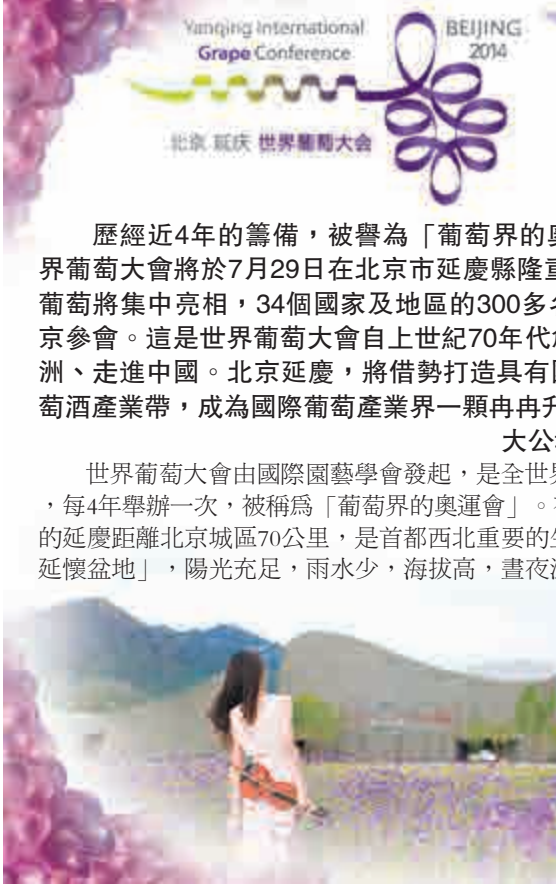 Yanqing International
Grape Conference
BEIJING
2014
北京 延庆 世界葡萄大会
歷經近4年的籌備，被譽為「葡萄界的奧
界葡萄大會將於7月29日在北京市延慶縣隆重
葡萄將集中亮相，34個國家及地區的300多名
京參會。這是世界葡萄大會自上世紀70年代
洲、走進中國。北京延慶，將借勢打造具有
萄酒產業帶，成為國際葡萄產業界一顆冉冉升
大公
世界葡萄大會由國際園藝學會發起，是全世界
，每4年舉辦一次，被稱爲「葡萄界的奧運會」。
的延慶距離北京城區70公里，是首都西北重要的生
延懷盆地」，陽光充足，雨水少，海拔高，晝夜溫